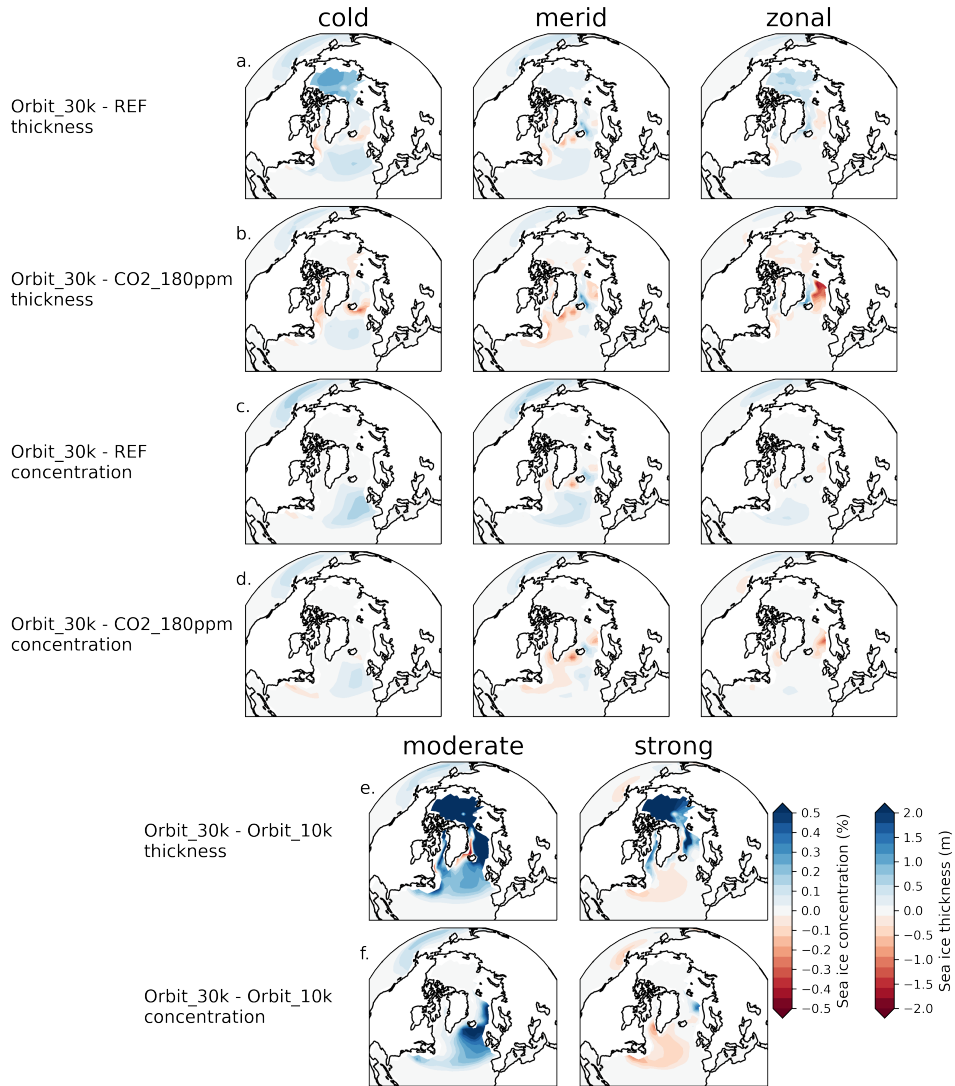 cold merid zonal
a.
Orbit_30k - REF
thickness
b.
Orbit_30k - CO2_180ppm
thickness
c.
Orbit_30k - REF
concentration
d.
Orbit_30k - CO2_180ppm
concentration
moderate strong
e.
Orbit_30k - Orbit_10k
thickness
f.
Orbit_30k - Orbit_10k
concentration
0.5
0.4
0.3
0.2
0.1
0.0
−0.1
−0.2
−0.3
−0.4
−0.5
Sea ice concentration (%)
2.0
1.5
1.0
0.5
0.0
−0.5
−1.0
−1.5
−2.0
Sea ice thickness (m)